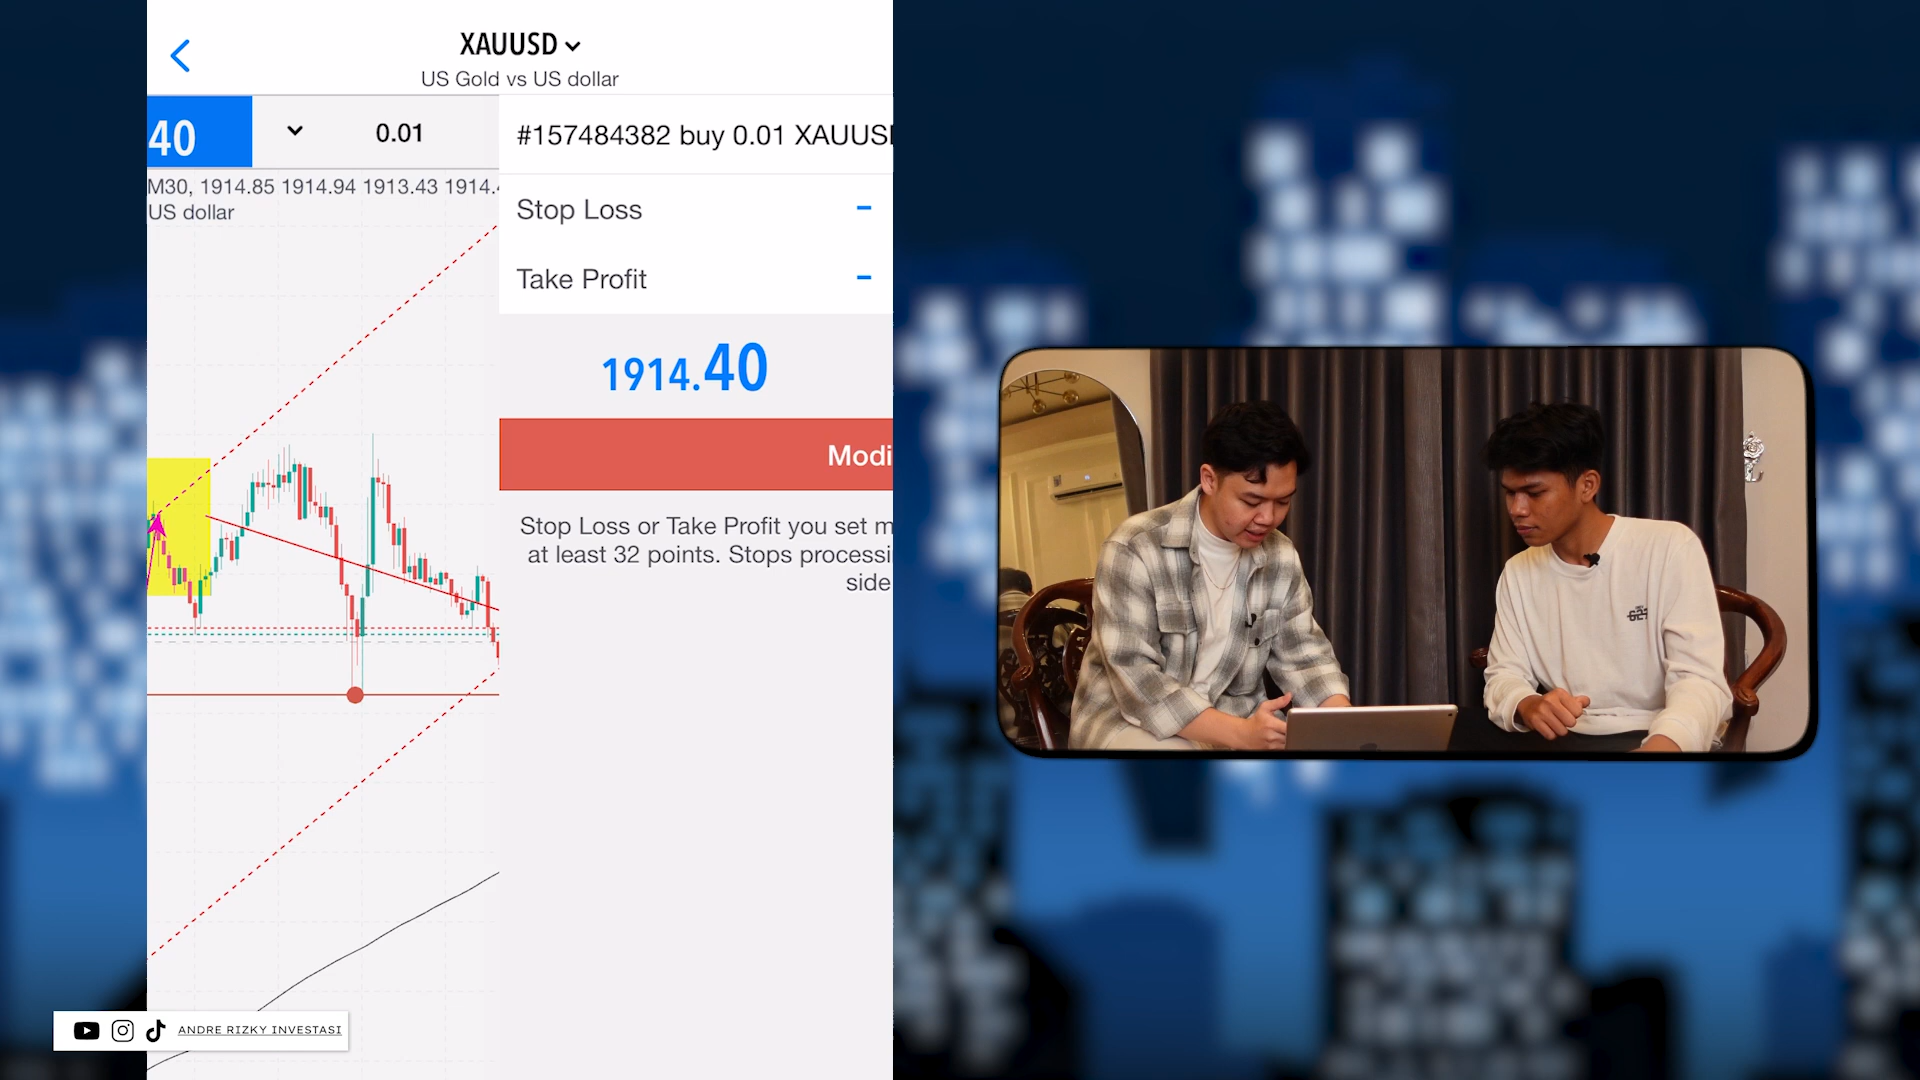 XAUUSD
US Gold vs US dollar
40
0.01
M30, 1914.85 1914.94 1913.43 1914.4
US dollar
#157484382 buy 0.01 XAUUS
Stop Loss
Take Profit
1914.40
Modi
Stop Loss or Take Profit you set m
at least 32 points. Stops processi
side
ANDRE RIZKY INVESTASI